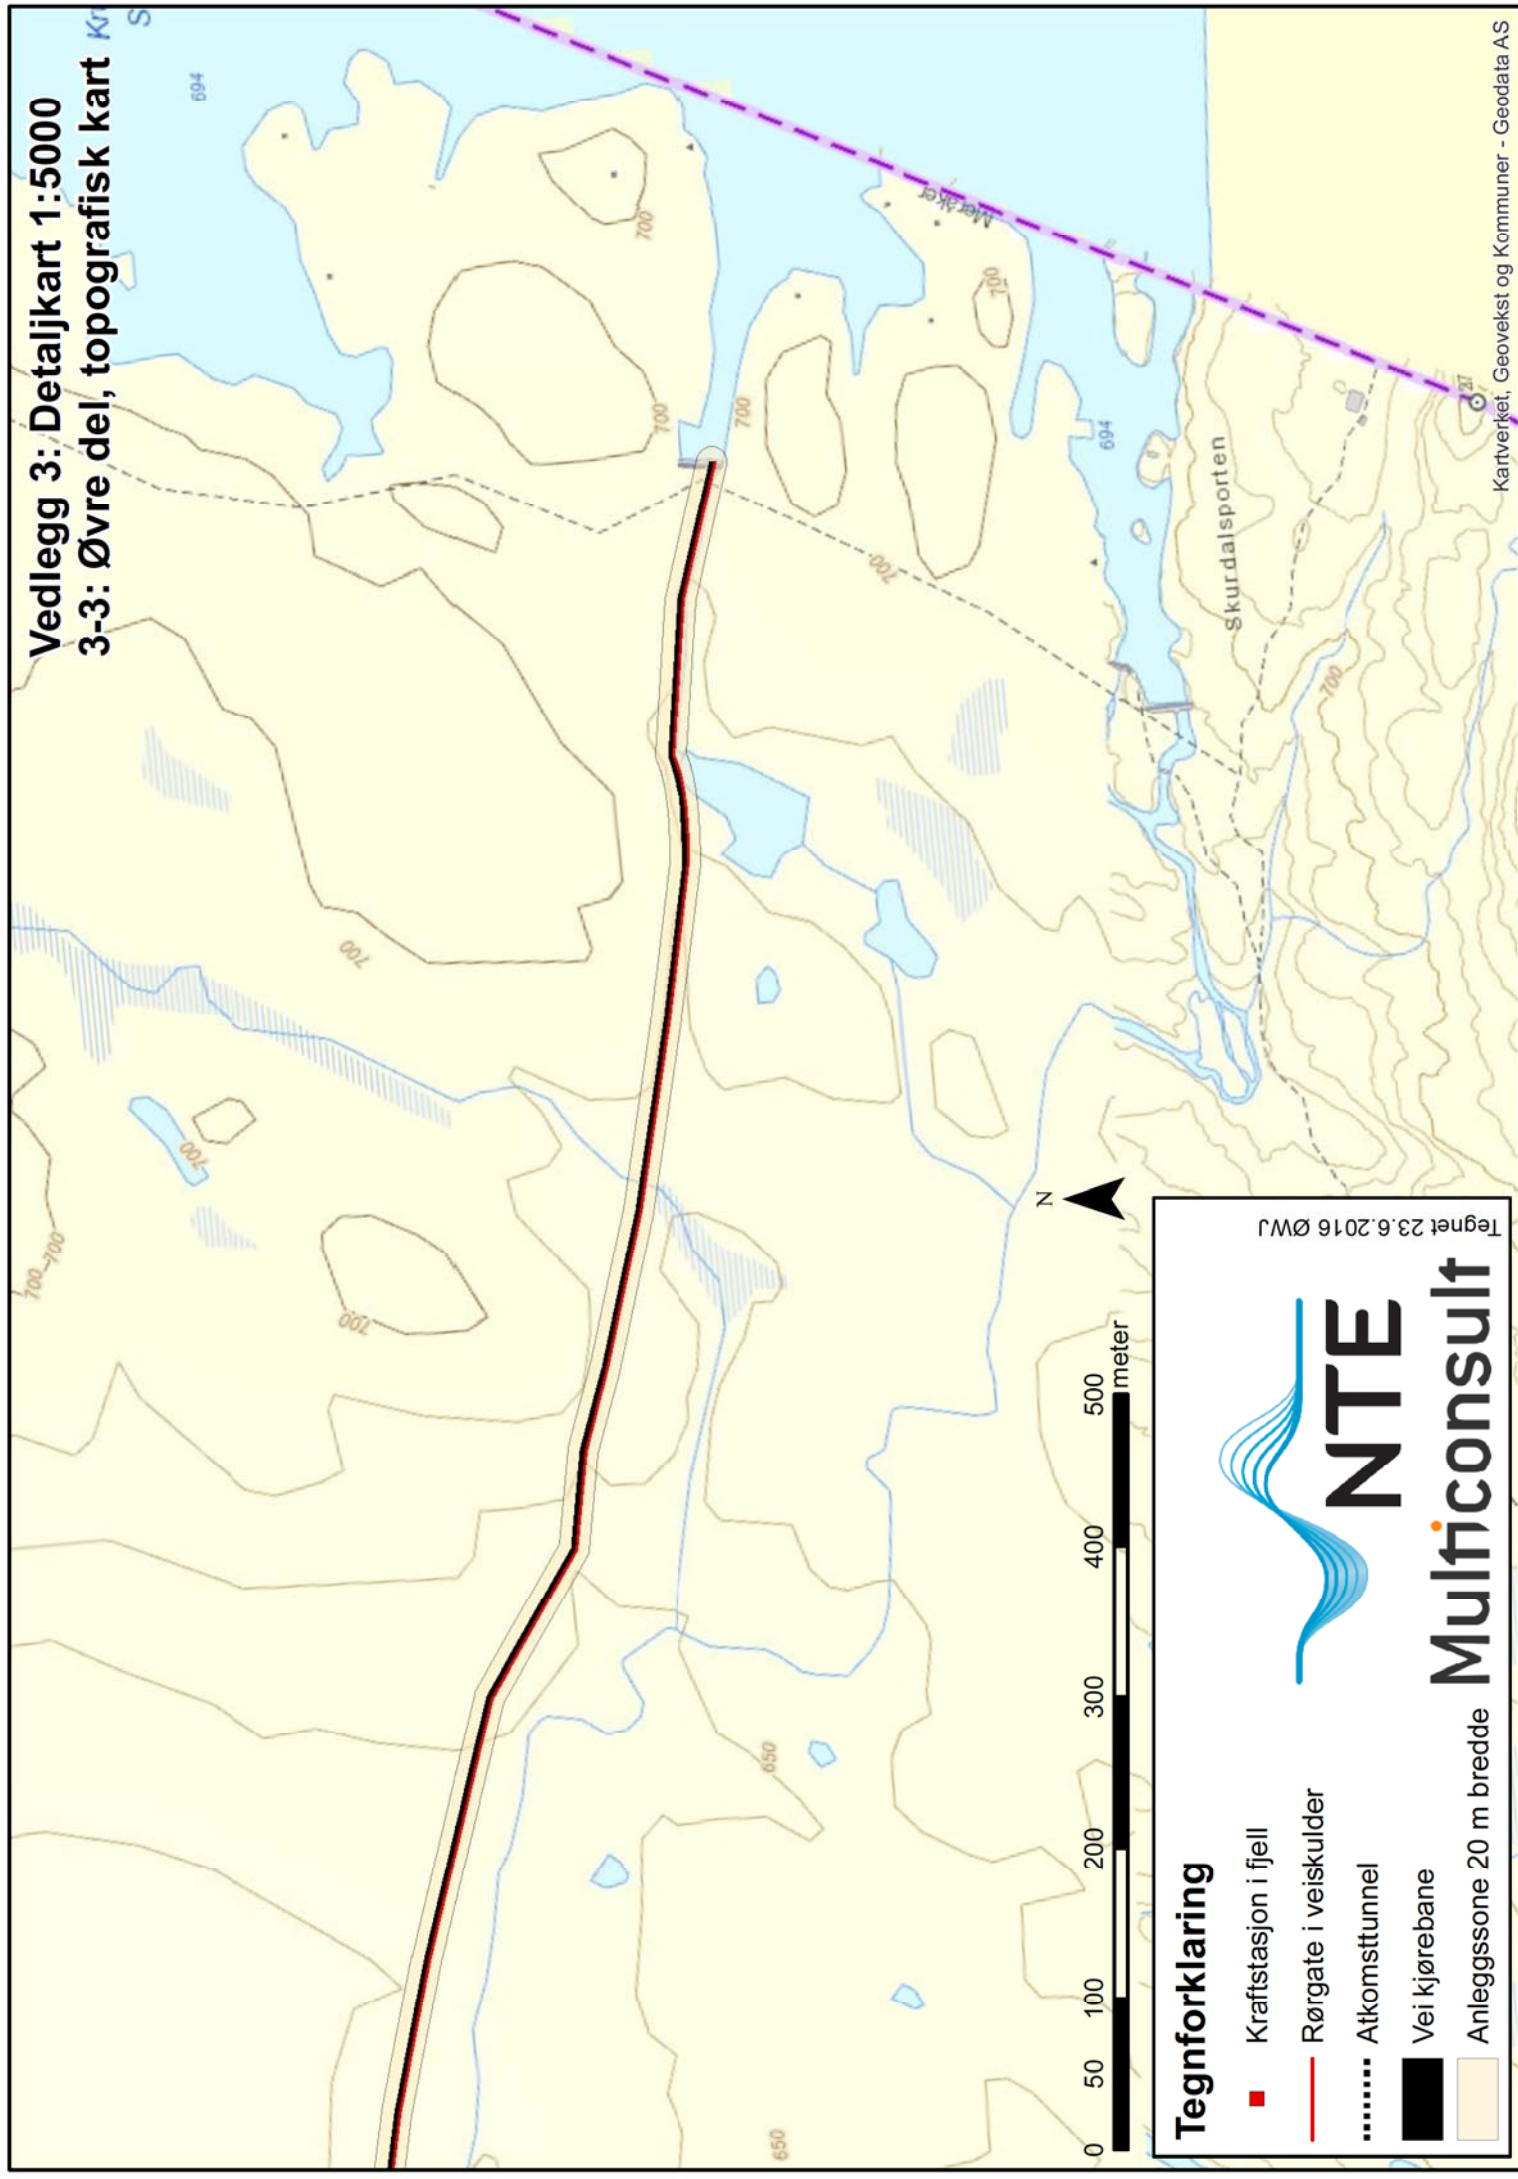 Vedlegg 3: Detaljkart 1:5000
3-3: Øvre del, topografisk kart
694
700
700
700
Meråker
700
700
694
Skurdalsporten
700
27
700
700
700-700
700
650
650
N
0 50 100 200 300 400 500
meter
Tegnforklaring
Kraftstasjon i fjell
Rørgate i veiskulder
Atkomsttunnel
Vei kjørebane
Anleggssone 20 m bredde
NTE
Multiconsult
Tegnet 23.6.2016 ØWJ
Kartverket, Geovekst og Kommuner - Geodata AS